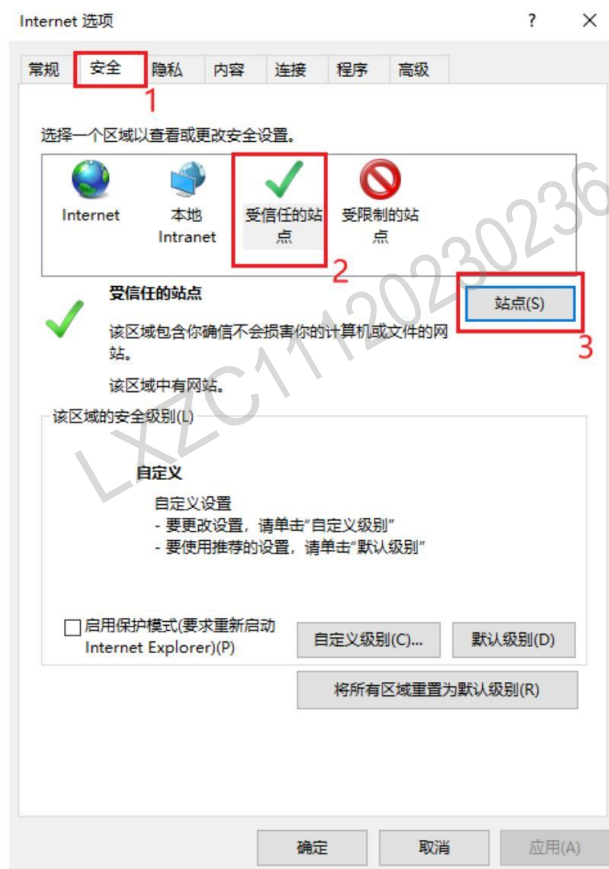 Internet 选项
常规 安全 隐私 内容 连接 程序 高级
1
选择一个区域以查看或更改安全设置。
Internet
本地
Intranet
受信任的站
点
受限制的站
点
2
受信任的站点
站点(S)
3
该区域包含你确信不会损害你的计算机或文件的网
站。
该区域中有网站。
该区域的安全级别(L)
自定义
自定义设置
- 要更改设置，请单击“自定义级别”
- 要使用推荐的设置，请单击“默认级别”
启用保护模式(要求重新启动
Internet Explorer)(P)
自定义级别(C)... 默认级别(D)
将所有区域重置为默认级别(R)
确定 取消 应用(A)
LXZC11120230236